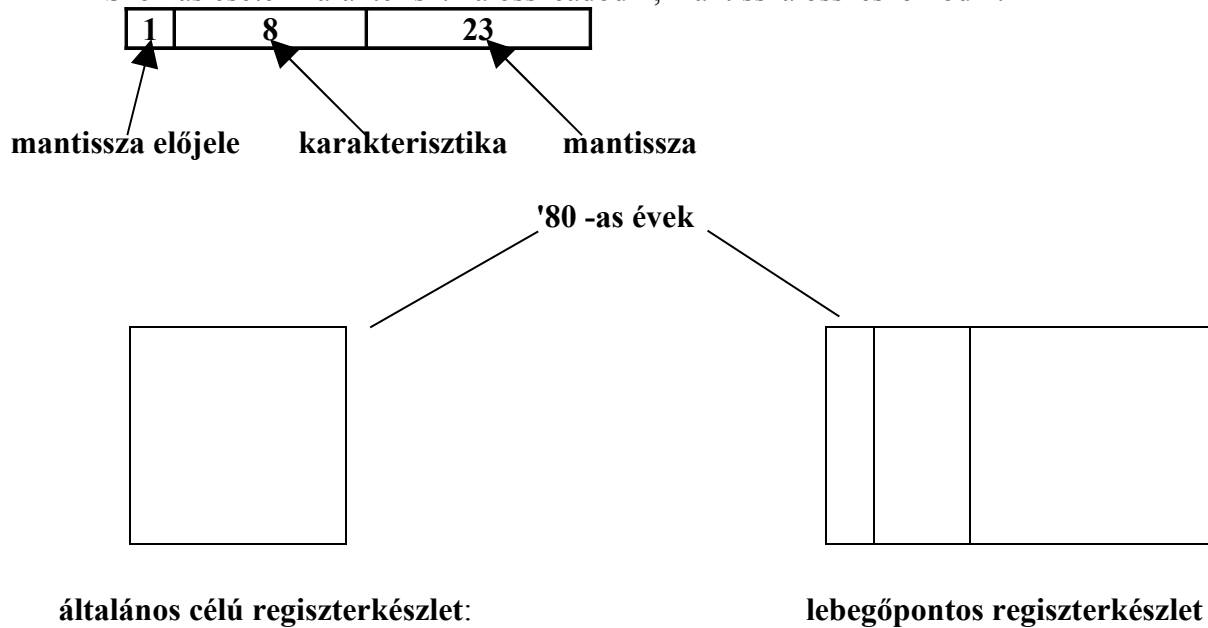 1 8 23
mantissza előjele karakterisztika mantissza
'80 -as évek
általános célú regiszterkészlet: lebegőpontos regiszterkészlet